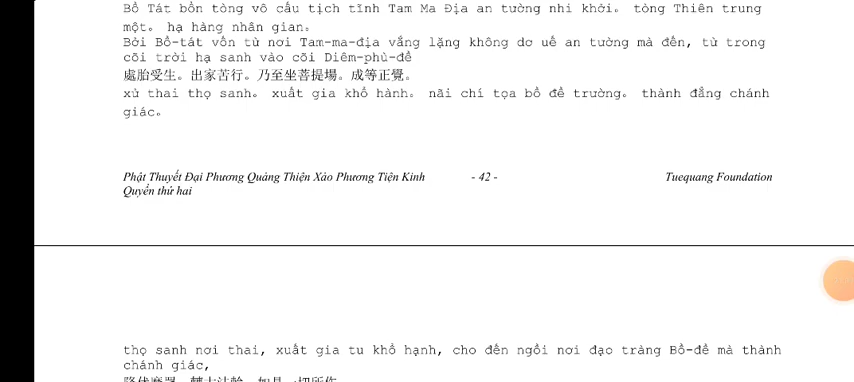 Bồ Tát bổn tòng vô cấu tịch tĩnh Tam Ma Địa an tường nhi khởi。 tòng Thiên trung
một。 hạ hàng nhân gian。
Bởi Bồ-tát vốn từ nơi Tam-ma-địa vắng lặng không dơ uế an tường mà đến, từ trong
cõi trời hạ sanh vào cõi Diêm-phù-đề
處胎受生。出家苦行。乃至坐菩提場。成等正覺。
xử thai thọ sanh。 xuất gia khổ hành。 nãi chí tọa bồ đề trường。 thành đẳng chánh
giác。
Phật Thuyết Đại Phương Quảng Thiện Xảo Phương Tiện Kinh - 42 - Tuequang Foundation
Quyển thứ hai
thọ sanh nơi thai, xuất gia tu khổ hạnh, cho đến ngồi nơi đạo tràng Bồ-đề mà thành
chánh giác,